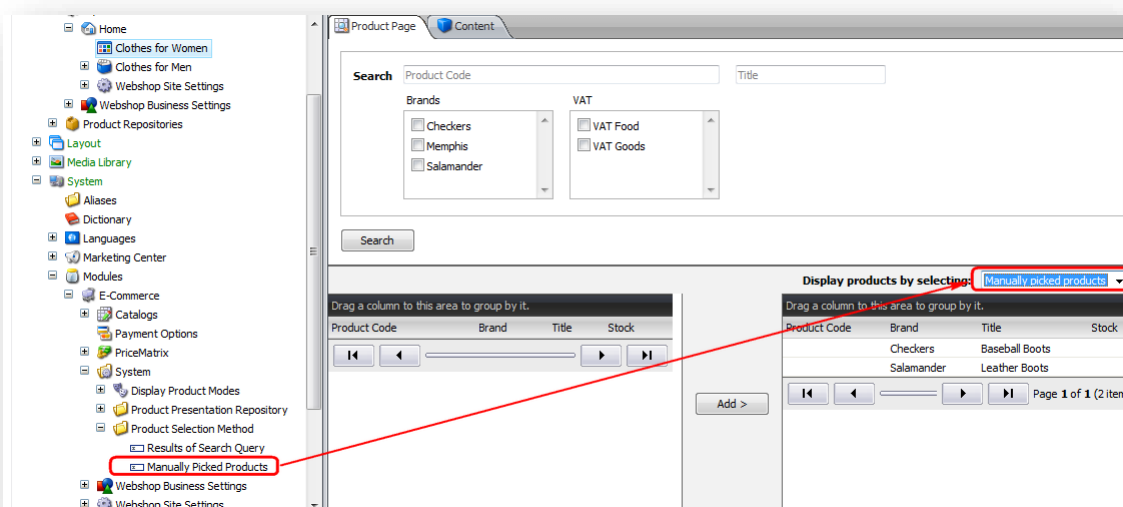 Home
Clothes for Women
Clothes for Men
Webshop Site Settings
Webshop Business Settings
Product Repositories
Layout
Media Library
System
Aliases
Dictionary
Languages
Marketing Center
Modules
E-Commerce
Catalogs
Payment Options
PriceMatrix
System
Display Product Modes
Product Presentation Repository
Product Selection Method
Results of Search Query
Manually Picked Products
Webshop Business Settings
Webshop Site Settings
Product Page Content
Search Product Code Title
Brands VAT
Checkers VAT Food
Memphis VAT Goods
Salamander
Search
Display products by selecting: Manually picked products
Drag a column to this area to group by it.
Product Code Brand Title Stock
Add >
Drag a column to this area to group by it.
Product Code Brand Title Stock
Checkers Baseball Boots
Salamander Leather Boots
Page 1 of 1 (2 item